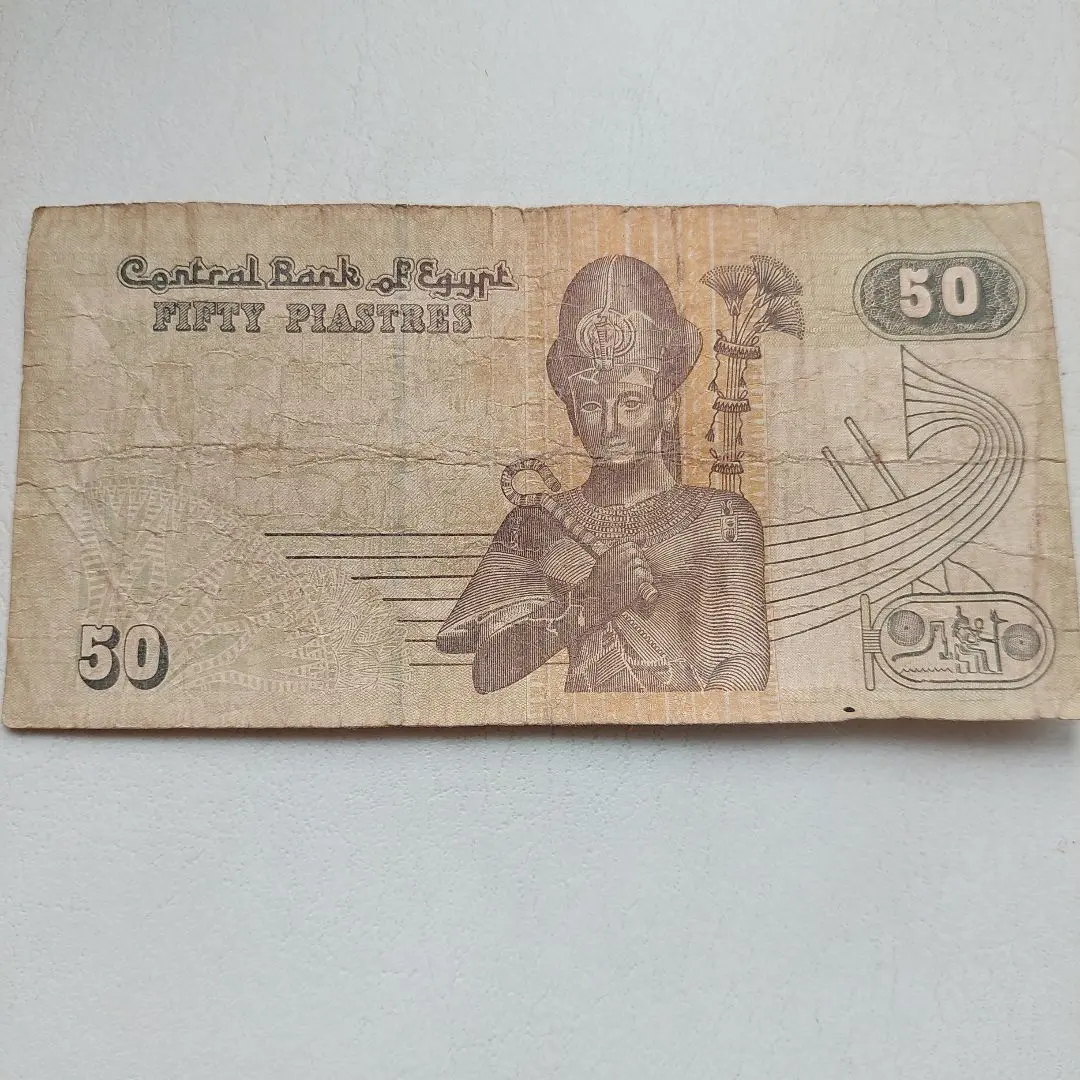 Central Bank of Egypt
FIFTY PIASTRES
50
50